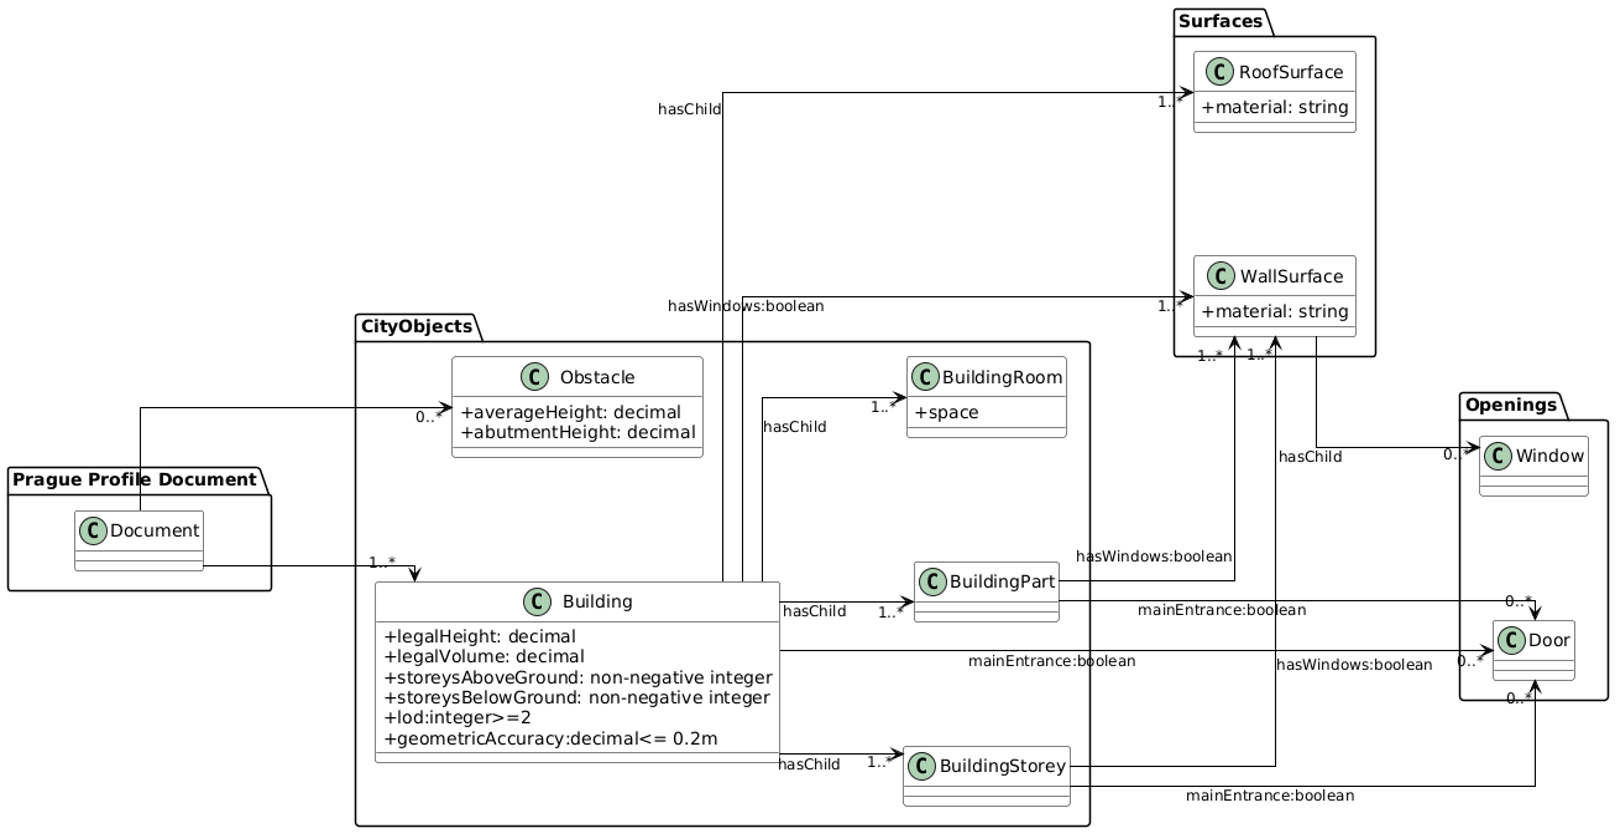 Surfaces
C RoofSurface
+material: string
hasChild
1..*
C WallSurface
+material: string
hasWindows:boolean
1..*
1..*
1..*
CityObjects
C Obstacle
+averageHeight: decimal
+abutmentHeight: decimal
0..*
C BuildingRoom
+space
1..*
hasChild
Openings
C Window
0..*
hasChild
Prague Profile Document
C Document
1..*
C Building
+legalHeight: decimal
+legalVolume: decimal
+storeysAboveGround: non-negative integer
+storeysBelowGround: non-negative integer
+lod:integer>=2
+geometricAccuracy:decimal<= 0.2m
hasWindows:boolean
C BuildingPart
hasChild
1..*
mainEntrance:boolean
0..*
C Door
mainEntrance:boolean
hasWindows:boolean
0..*
0..*
hasChild
1..*
C BuildingStorey
mainEntrance:boolean